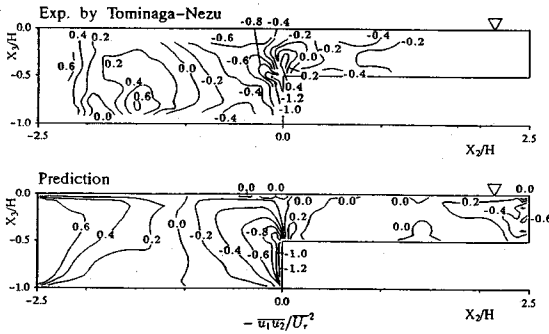 Exp. by Tominaga-Nezu
-0.8 -0.4
0.0 0.4 0.2 -0.6 -0.2
0.6 0.2 0.0 -0.2 -0.6 0.0
X₃/H -0.5 0.4 0.6 -0.4 0.2 -0.4
0.4
-1.2
0.0 -0.4 -1.0
-1.0
-2.5 0.0 X₂/H 2.5
Prediction
0.0 0.0 0.0
0.0 0.0 0.0 0.2
0.6 0.4 0.2 0.0 -0.2 -0.4 -0.6 -0.8 0.2 0.0 -0.4 -0.6
X₃/H -0.5
-1.0
-1.2
-1.0
-2.5 0.0 X₂/H 2.5
- u₁u₂/Uᵣ²